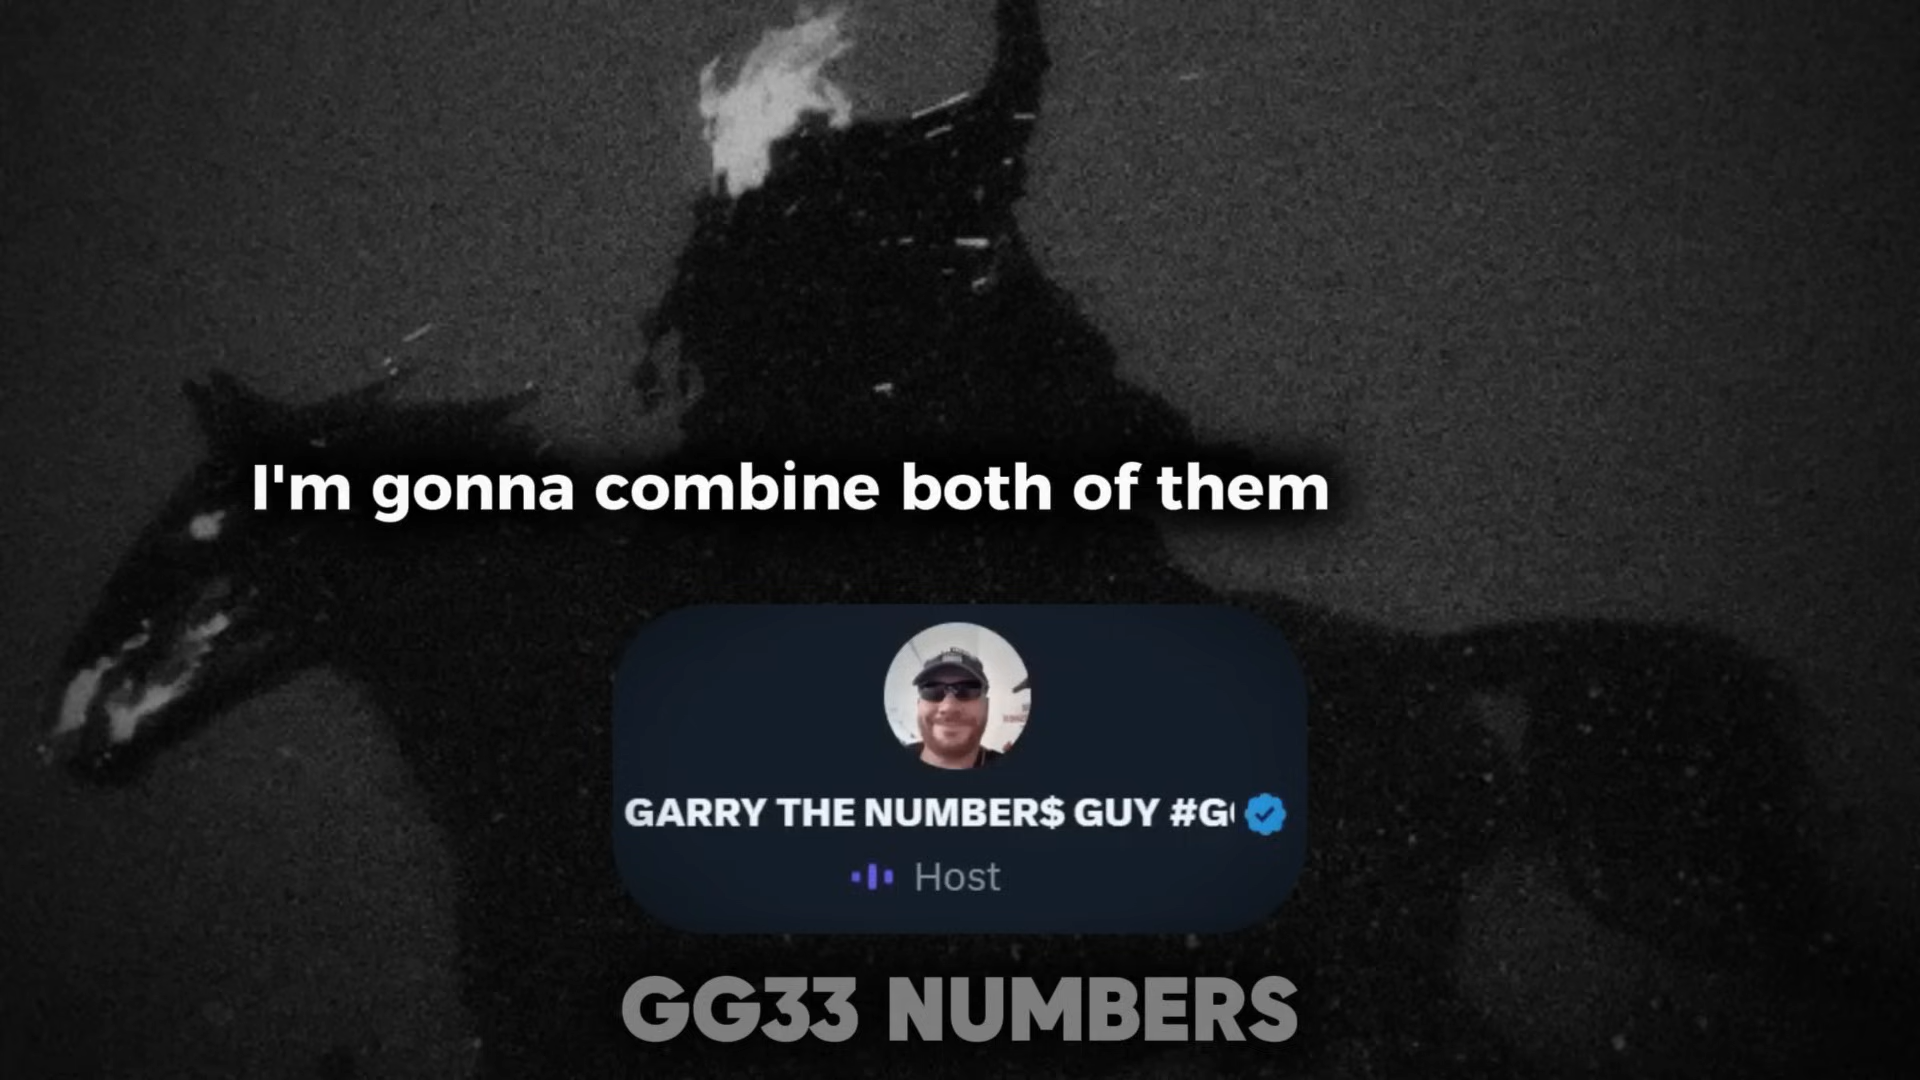 I'm gonna combine both of them
GARRY THE NUMBER$ GUY #G
Host
GG33 NUMBERS